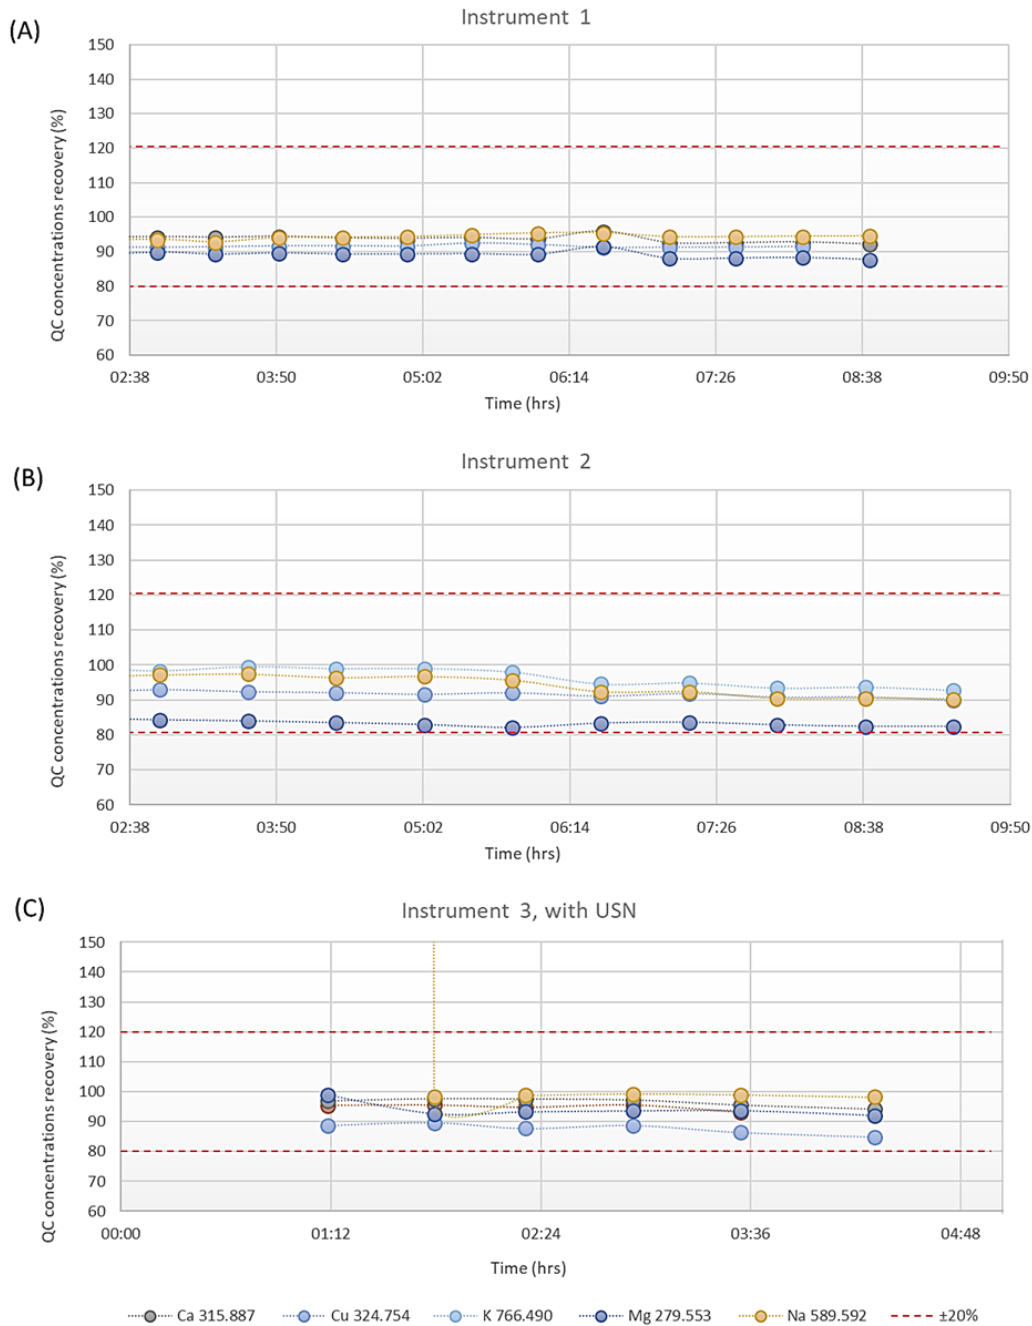 (A)
Instrument 1
QC concentrations recovery (%)
150
140
130
120
110
100
90
80
70
60
02:38 03:50 05:02 06:14 07:26 08:38 09:50
Time (hrs)
(B)
Instrument 2
QC concentrations recovery (%)
150
140
130
120
110
100
90
80
70
60
02:38 03:50 05:02 06:14 07:26 08:38 09:50
Time (hrs)
(C)
Instrument 3, with USN
QC concentrations recovery (%)
150
140
130
120
110
100
90
80
70
60
00:00 01:12 02:24 03:36 04:48
Time (hrs)
Ca 315.887 Cu 324.754 K 766.490 Mg 279.553 Na 589.592 ±20%